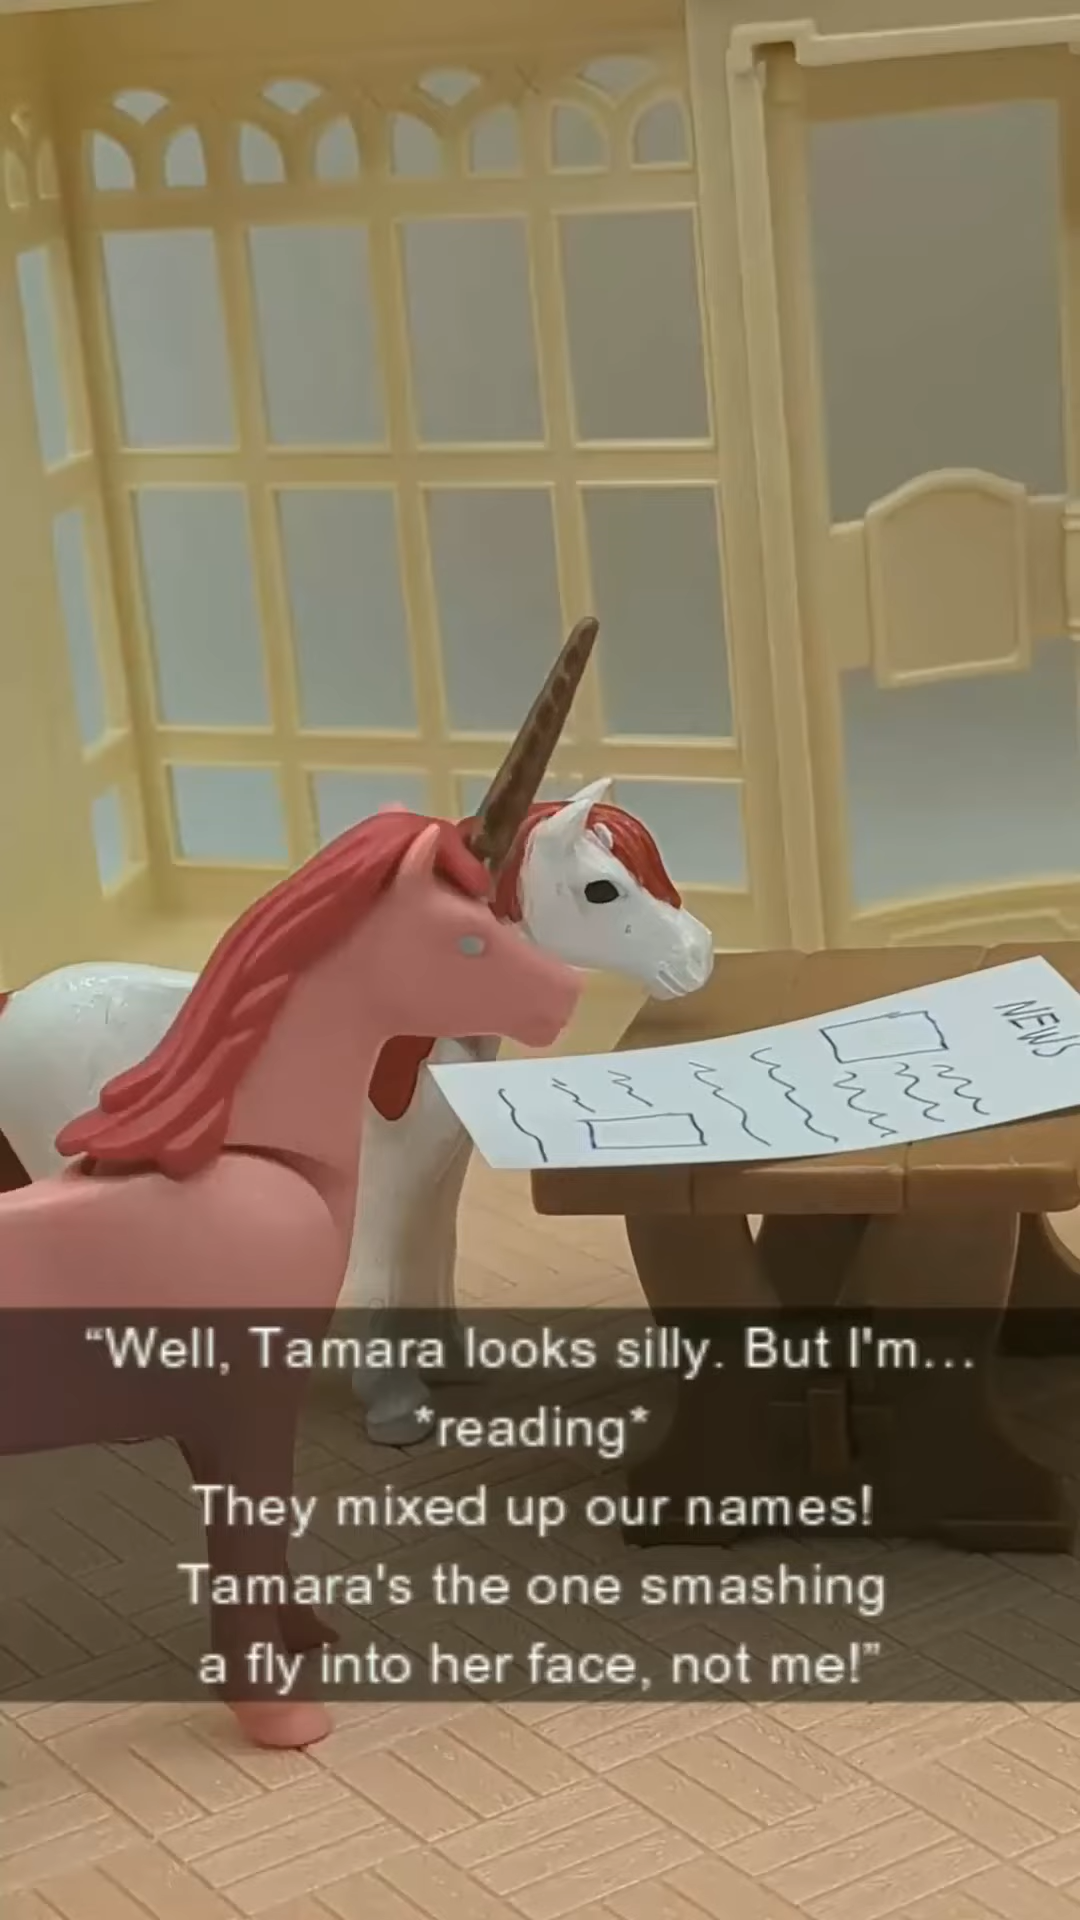 NEWS
“Well, Tamara looks silly. But I'm...
*reading*
They mixed up our names!
Tamara's the one smashing
a fly into her face, not me!”